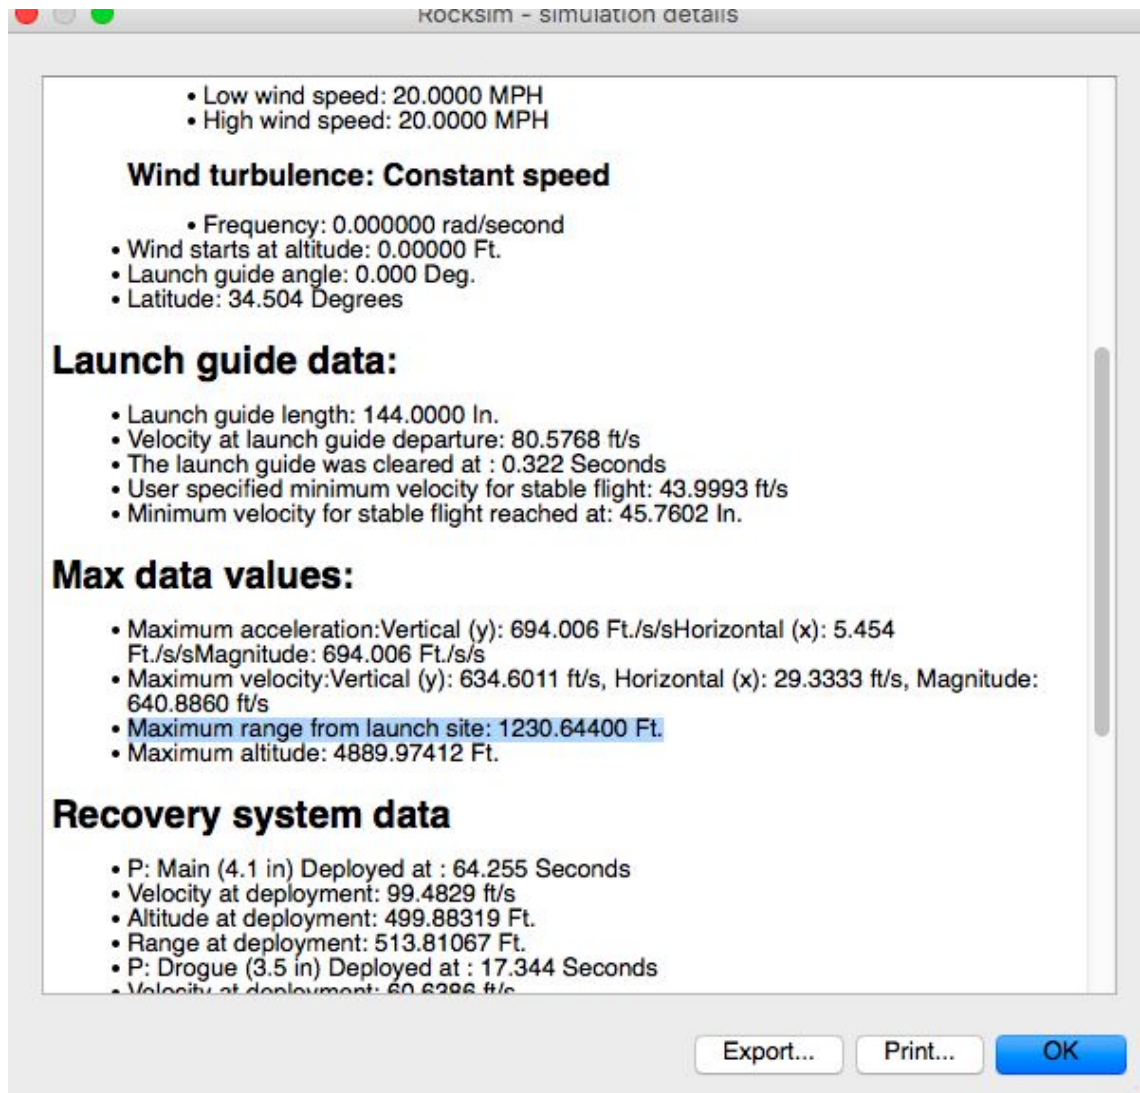 Rocksim - simulation details
• Low wind speed: 20.0000 MPH
• High wind speed: 20.0000 MPH
Wind turbulence: Constant speed
• Frequency: 0.000000 rad/second
• Wind starts at altitude: 0.00000 Ft.
• Launch guide angle: 0.000 Deg.
• Latitude: 34.504 Degrees
Launch guide data:
• Launch guide length: 144.0000 In.
• Velocity at launch guide departure: 80.5768 ft/s
• The launch guide was cleared at : 0.322 Seconds
• User specified minimum velocity for stable flight: 43.9993 ft/s
• Minimum velocity for stable flight reached at: 45.7602 In.
Max data values:
• Maximum acceleration:Vertical (y): 694.006 Ft./s/sHorizontal (x): 5.454
Ft./s/sMagnitude: 694.006 Ft./s/s
• Maximum velocity:Vertical (y): 634.6011 ft/s, Horizontal (x): 29.3333 ft/s, Magnitude:
640.8860 ft/s
• Maximum range from launch site: 1230.64400 Ft.
• Maximum altitude: 4889.97412 Ft.
Recovery system data
• P: Main (4.1 in) Deployed at : 64.255 Seconds
• Velocity at deployment: 99.4829 ft/s
• Altitude at deployment: 499.88319 Ft.
• Range at deployment: 513.81067 Ft.
• P: Drogue (3.5 in) Deployed at : 17.344 Seconds
• Velocity at deployment: 60.6386 ft/s
Export...
Print...
OK